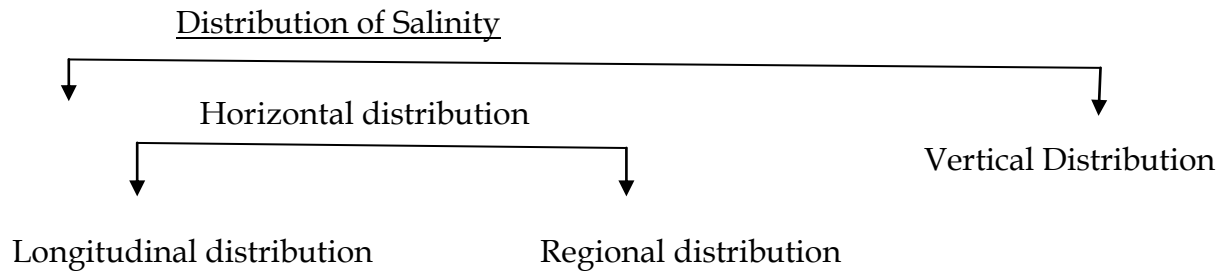 Distribution of Salinity
Horizontal distribution
Vertical Distribution
Longitudinal distribution
Regional distribution